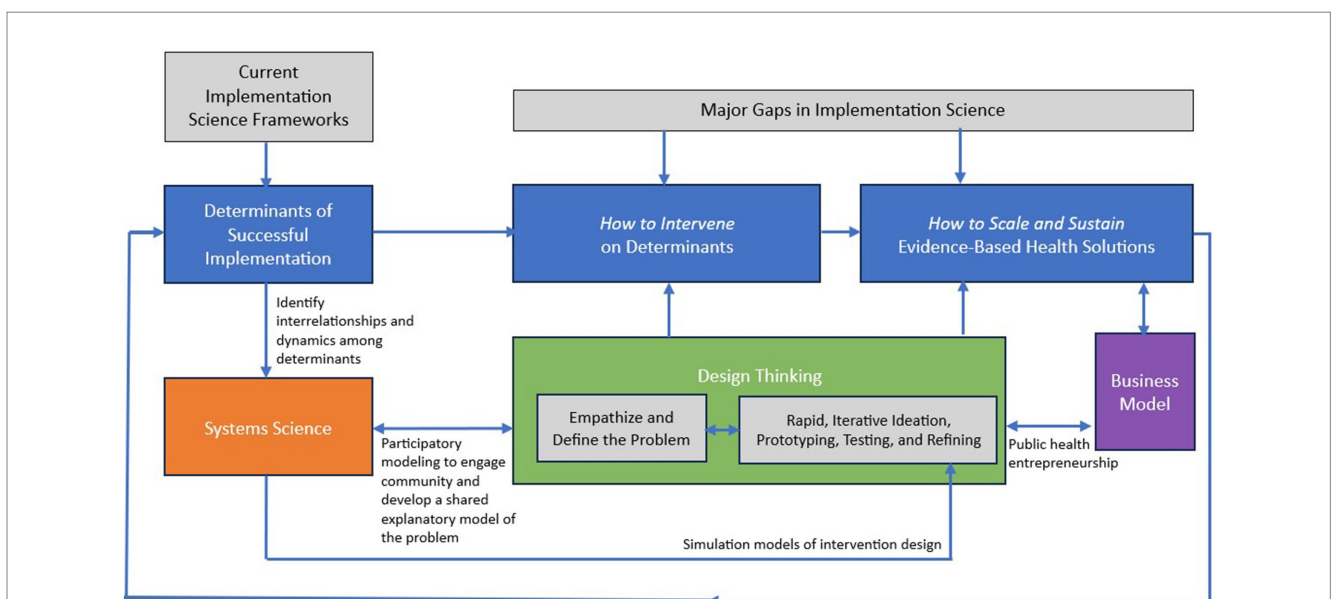 Current
Implementation
Science Frameworks
Major Gaps in Implementation Science
Determinants of
Successful
Implementation
How to Intervene
on Determinants
How to Scale and Sustain
Evidence-Based Health Solutions
Identify
interrelationships and
dynamics among
determinants
Systems Science
Participatory
modeling to engage
community and
develop a shared
explanatory model of
the problem
Design Thinking
Empathize and
Define the Problem
Rapid, Iterative Ideation,
Prototyping, Testing, and Refining
Public health
entrepreneurship
Business
Model
Simulation models of intervention design